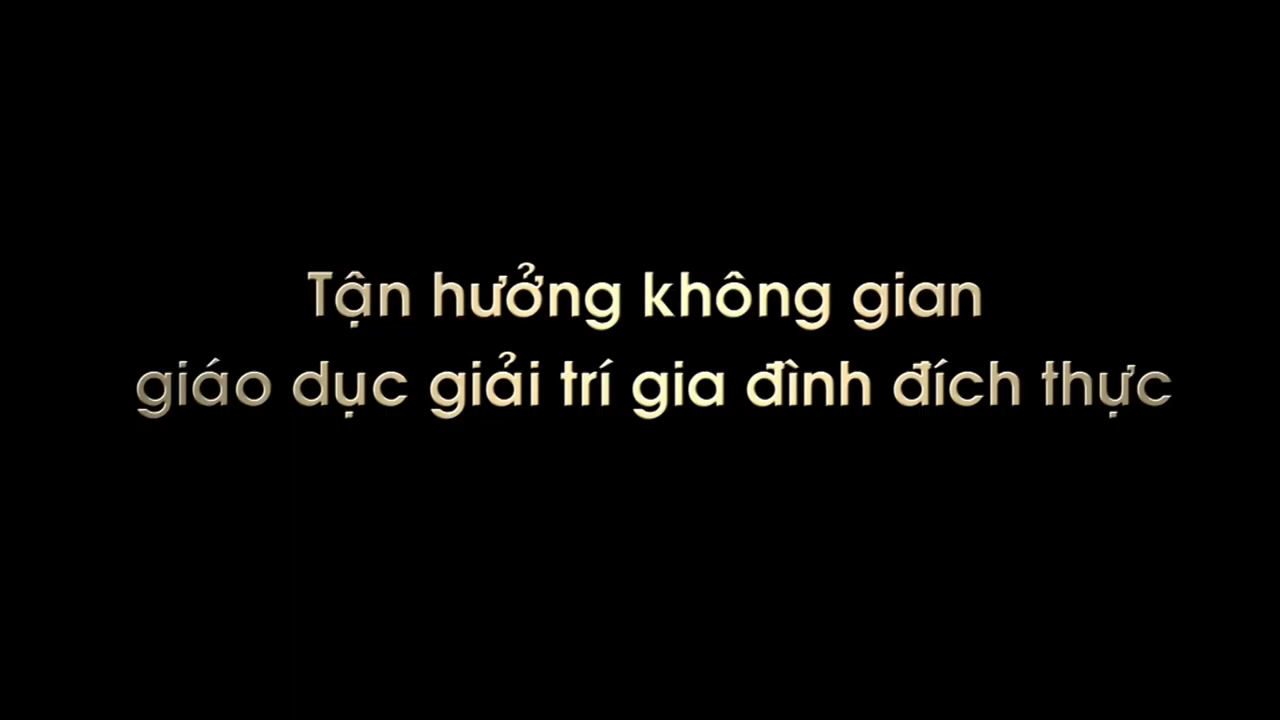 Tận hưởng không gian
giáo dục giải trí gia đình đích thực